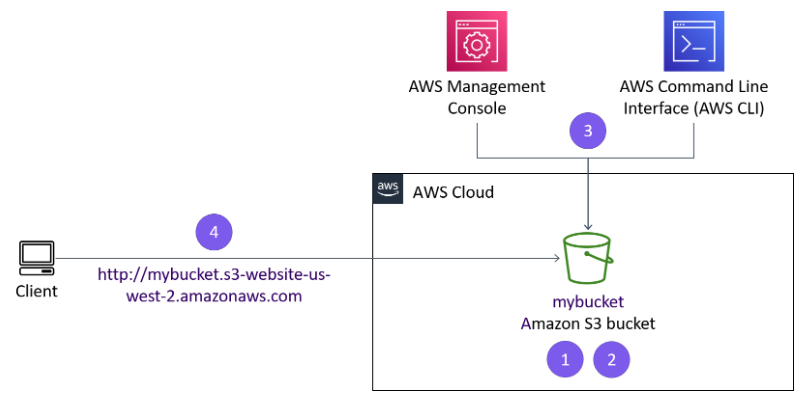 AWS Management
Console
AWS Command Line
Interface (AWS CLI)
3
aws
AWS Cloud
4
http://mybucket.s3-website-us-
west-2.amazonaws.com
Client
mybucket
Amazon S3 bucket
1
2